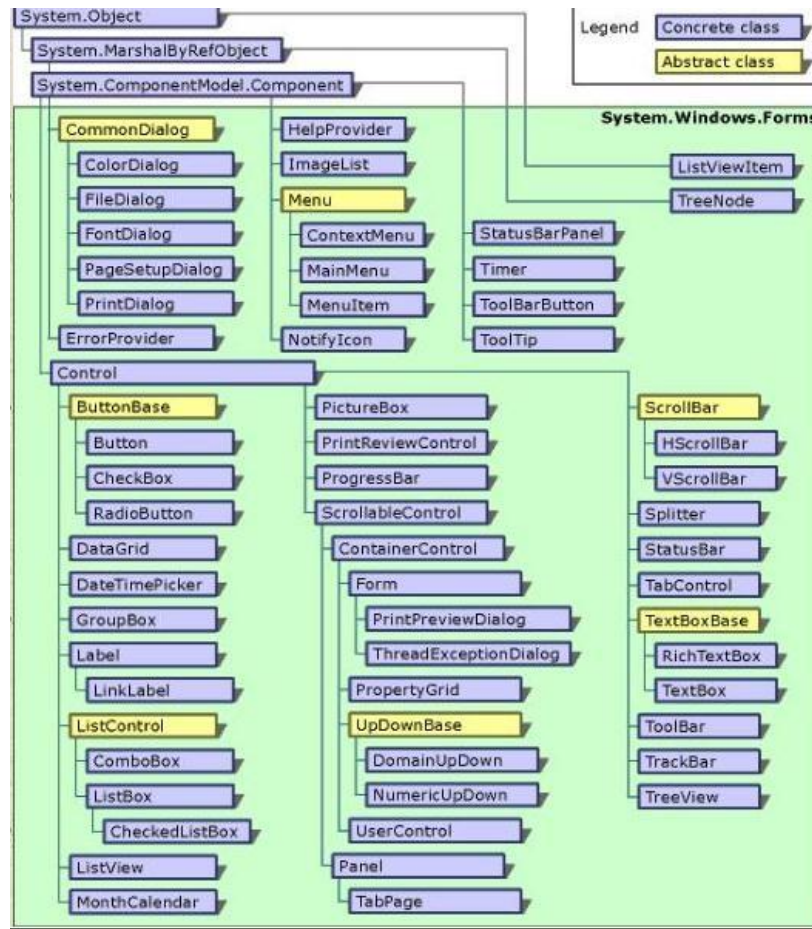 System.Object
Legend
Concrete class
Abstract class
System.MarshalByRefObject
System.ComponentModel.Component
System.Windows.Forms
CommonDialog
ColorDialog
FileDialog
FontDialog
PageSetupDialog
PrintDialog
ErrorProvider
HelpProvider
ImageList
Menu
ContextMenu
MainMenu
MenuItem
NotifyIcon
StatusBarPanel
Timer
ToolBarButton
ToolTip
ListViewItem
TreeNode
Control
ButtonBase
Button
CheckBox
RadioButton
DataGrid
DateTimePicker
GroupBox
Label
LinkLabel
ListControl
ComboBox
ListBox
CheckedListBox
ListView
MonthCalendar
PictureBox
PrintReviewControl
ProgressBar
ScrollableControl
ContainerControl
Form
PrintPreviewDialog
ThreadExceptionDialog
PropertyGrid
UpDownBase
DomainUpDown
NumericUpDown
UserControl
Panel
TabPage
ScrollBar
HScrollBar
VScrollBar
Splitter
StatusBar
TabControl
TextBoxBase
RichTextBox
TextBox
ToolBar
TrackBar
TreeView